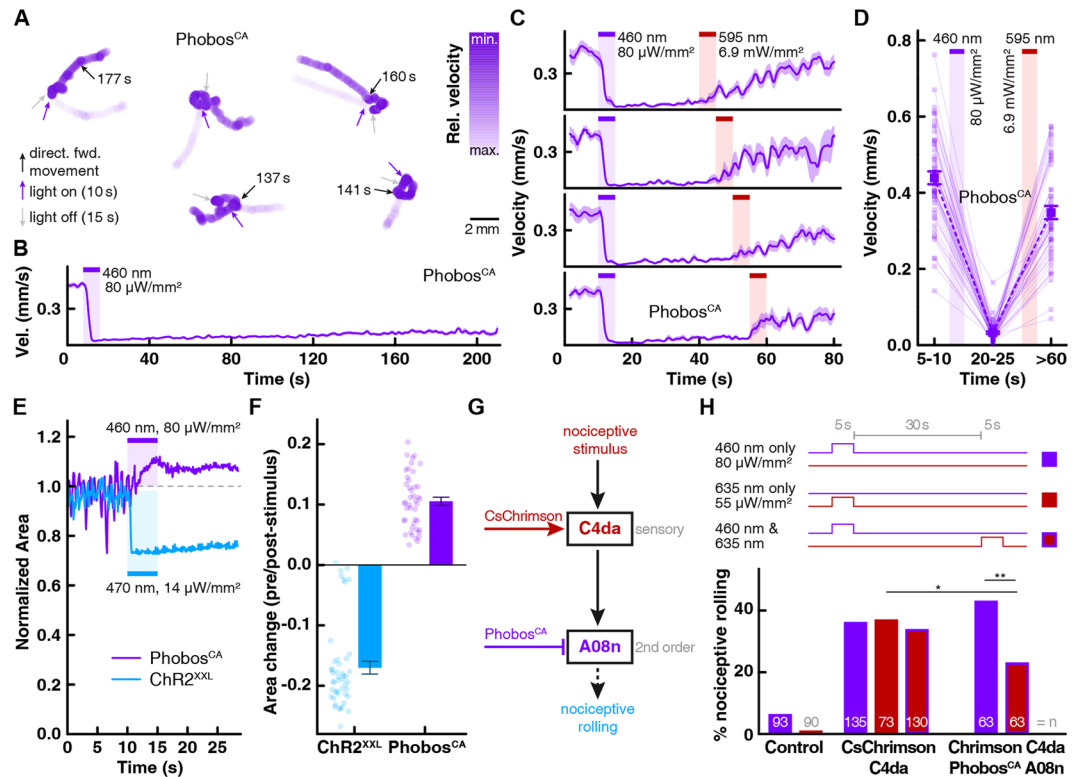 A
Phobos^CA
177 s
160 s
137 s
141 s
direct. fwd.
movement
light on (10 s)
light off (15 s)
Rel. velocity
min.
max.
2 mm
B
Vel. (mm/s)
0.3
460 nm
80 µW/mm²
Phobos^CA
0 40 80 120 160 200
Time (s)
C
460 nm
80 µW/mm²
595 nm
6.9 mW/mm²
Velocity (mm/s)
0.3
0.3
0.3
0.3
Phobos^CA
0 20 40 60 80
Time (s)
D
460 nm
595 nm
80 µW/mm²
6.9 mW/mm²
Phobos^CA
Velocity (mm/s)
0.8
0.6
0.4
0.2
0.0
5-10 20-25 >60
Time (s)
E
460 nm, 80 µW/mm²
470 nm, 14 µW/mm²
Phobos^CA
ChR2^XXL
Normalized Area
1.2
1.0
0.8
0.6
0.4
0.2
0.0
0 5 10 15 20 25
Time (s)
F
Area change (pre/post-stimulus)
0.2
0.1
0.0
-0.1
-0.2
ChR2^XXL Phobos^CA
G
nociceptive
stimulus
CsChrimson
C4da
sensory
Phobos^CA
A08n
2nd order
nociceptive
rolling
H
5s 30s 5s
460 nm only
80 µW/mm²
635 nm only
55 µW/mm²
460 nm &
635 nm
% nociceptive rolling
40
20
0
*
**
93 90 135 73 130 63 63 = n
Control
CsChrimson
C4da
Chrimson C4da
Phobos^CA A08n